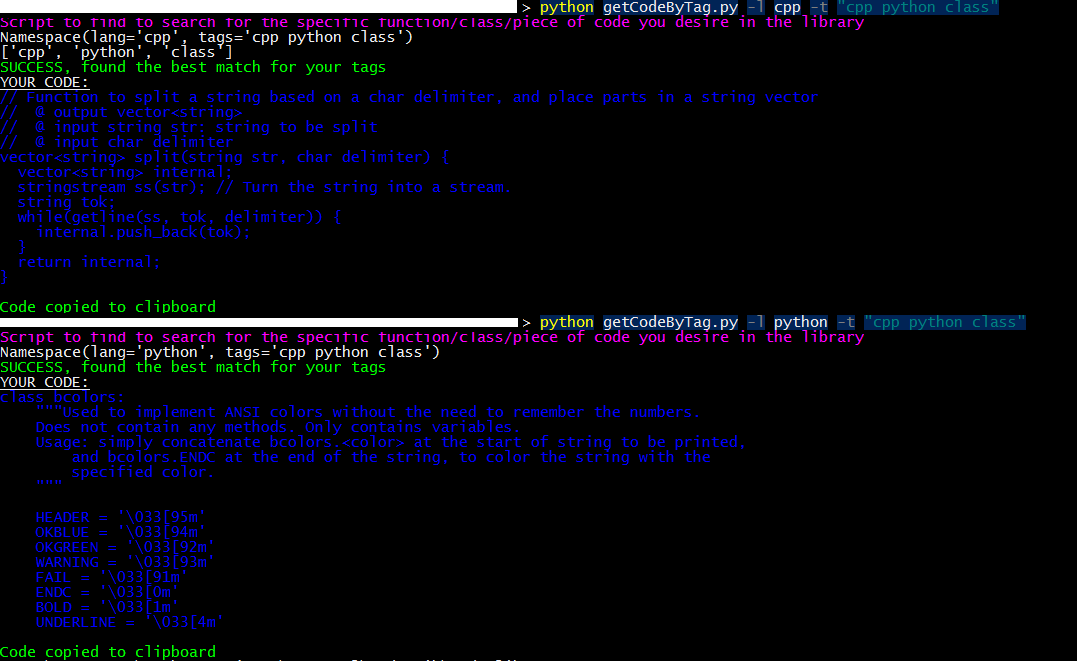 > python getCodeByTag.py -l cpp -t "cpp python class"
Script to find to search for the specific function/class/piece of code you desire in the library
Namespace(lang='cpp', tags='cpp python class')
['cpp', 'python', 'class']
SUCCESS, found the best match for your tags
YOUR CODE:
// Function to split a string based on a char delimiter, and place parts in a string vector
//  @ output vector<string>
//  @ input string str: string to be split
//  @ input char delimiter
vector<string> split(string str, char delimiter) {
  vector<string> internal;
  stringstream ss(str); // Turn the string into a stream.
  string tok;
  while(getline(ss, tok, delimiter)) {
    internal.push_back(tok);
  }
  return internal;
}
Code copied to clipboard
> python getCodeByTag.py -l python -t "cpp python class"
Script to find to search for the specific function/class/piece of code you desire in the library
Namespace(lang='python', tags='cpp python class')
SUCCESS, found the best match for your tags
YOUR CODE:
class bcolors:
    """Used to implement ANSI colors without the need to remember the numbers.
    Does not contain any methods. Only contains variables.
    Usage: simply concatenate bcolors.<color> at the start of string to be printed,
        and bcolors.ENDC at the end of the string, to color the string with the
        specified color.
    """
    HEADER = '\033[95m'
    OKBLUE = '\033[94m'
    OKGREEN = '\033[92m'
    WARNING = '\033[93m'
    FAIL = '\033[91m'
    ENDC = '\033[0m'
    BOLD = '\033[1m'
    UNDERLINE = '\033[4m'
Code copied to clipboard